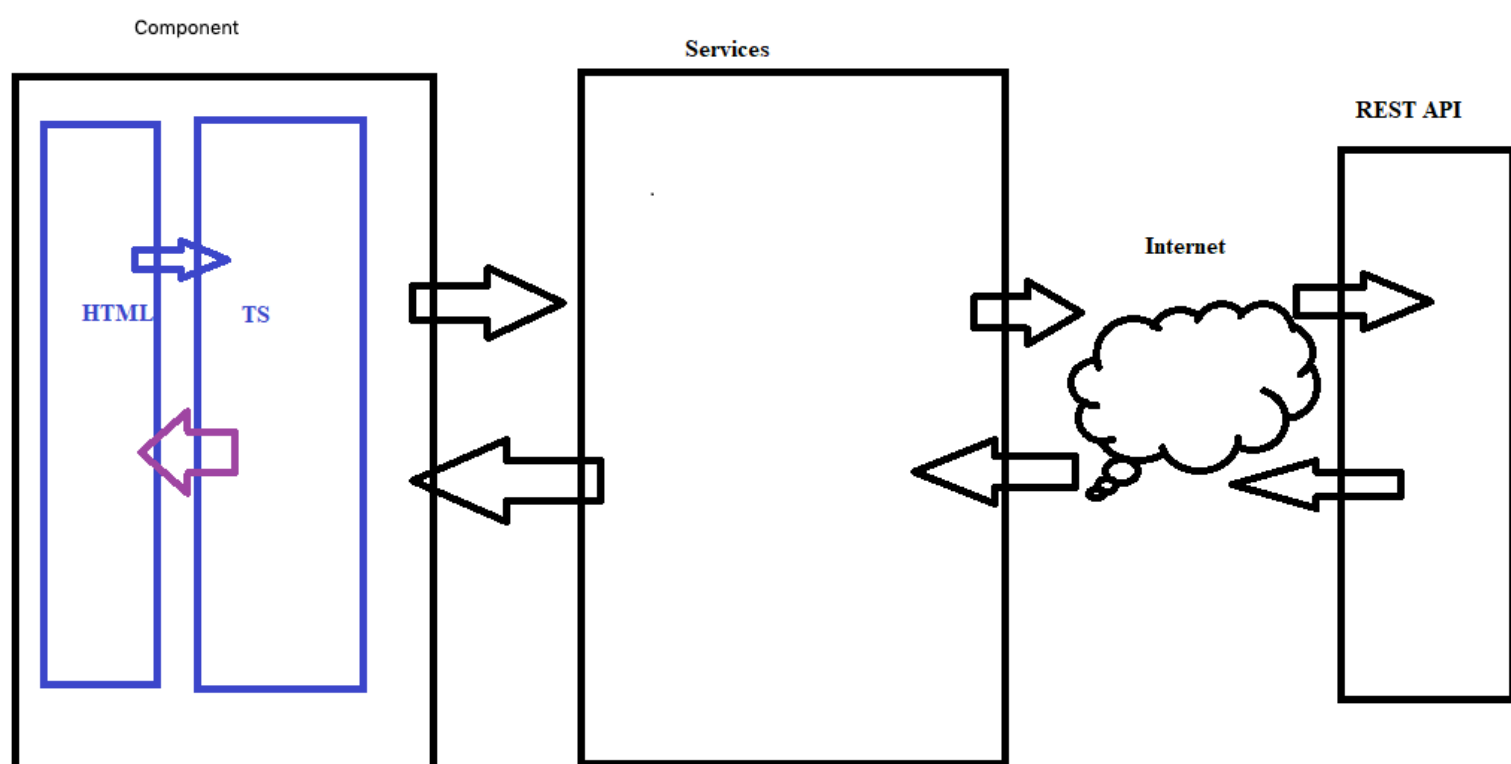 Component
Services
REST API
Internet
HTML
TS